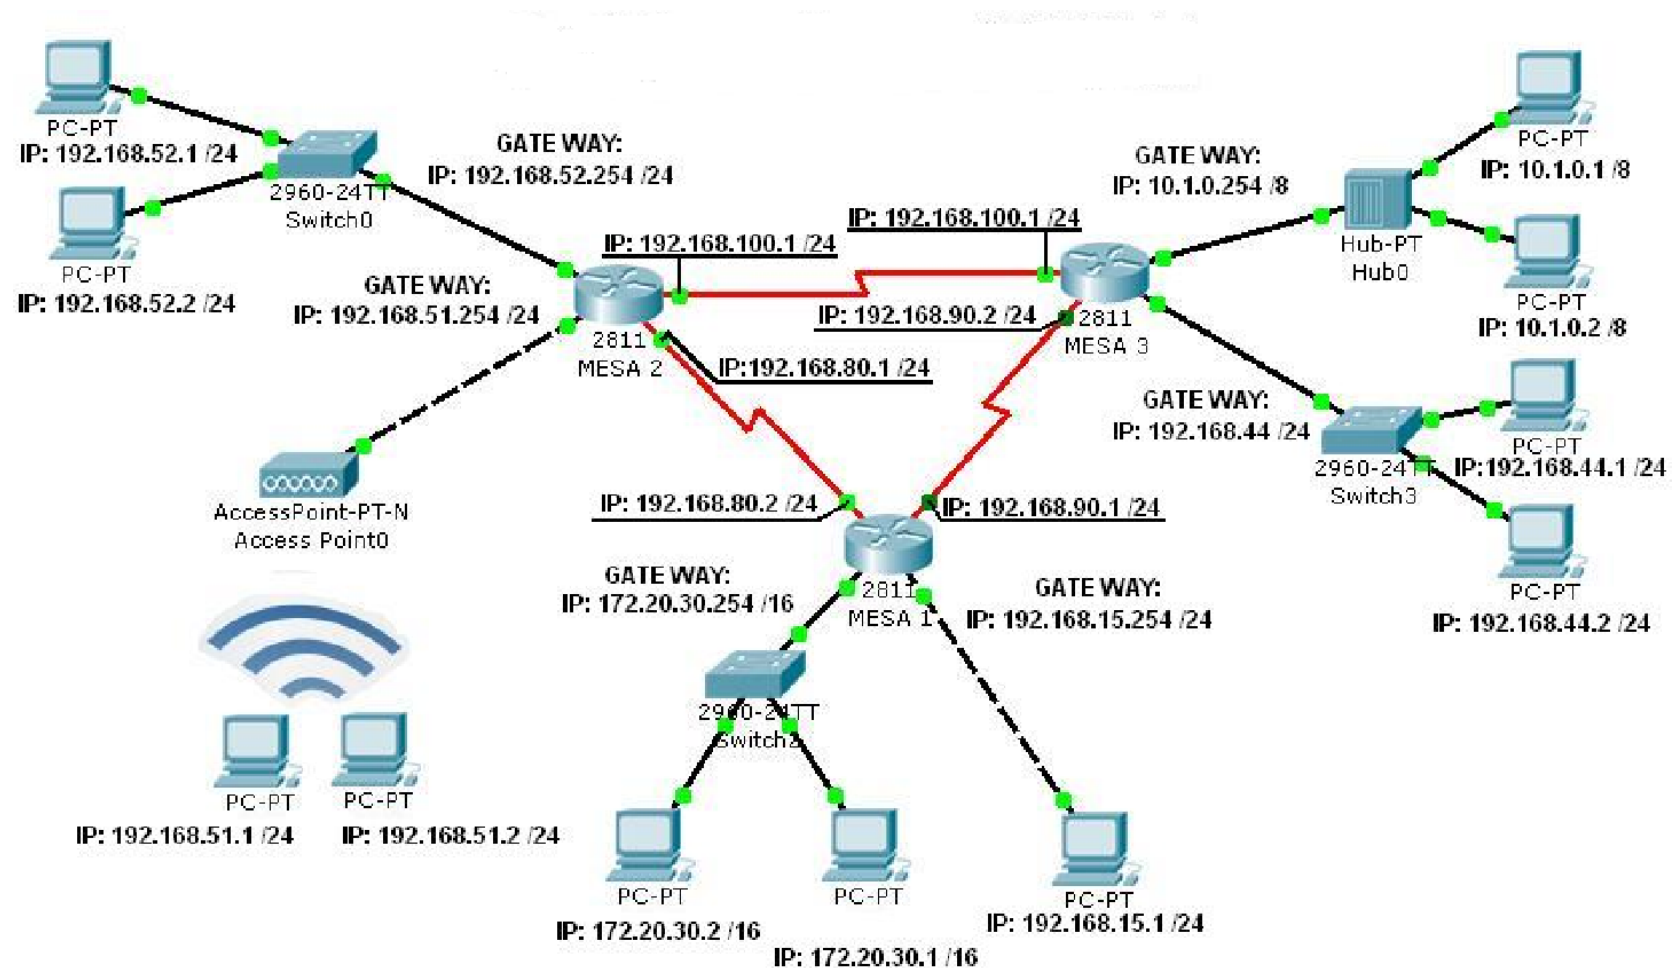 PC-PT
IP: 192.168.52.1 /24
2960-24TT
Switch0
PC-PT
IP: 192.168.52.2 /24
GATE WAY:
IP: 192.168.52.254 /24
GATE WAY:
IP: 192.168.51.254 /24
IP: 192.168.100.1 /24
2811
MESA 2
IP:192.168.80.1 /24
IP: 192.168.100.1 /24
IP: 192.168.90.2 /24
2811
MESA 3
GATE WAY:
IP: 10.1.0.254 /8
Hub-PT
Hub0
PC-PT
IP: 10.1.0.1 /8
PC-PT
IP: 10.1.0.2 /8
GATE WAY:
IP: 192.168.44 /24
2960-24TT
Switch3
PC-PT
IP:192.168.44.1 /24
PC-PT
IP: 192.168.44.2 /24
AccessPoint-PT-N
Access Point0
PC-PT
IP: 192.168.51.1 /24
PC-PT
IP: 192.168.51.2 /24
IP: 192.168.80.2 /24
IP: 192.168.90.1 /24
2811
MESA 1
GATE WAY:
IP: 172.20.30.254 /16
GATE WAY:
IP: 192.168.15.254 /24
2960-24TT
Switch2
PC-PT
IP: 172.20.30.2 /16
PC-PT
IP: 172.20.30.1 /16
PC-PT
IP: 192.168.15.1 /24